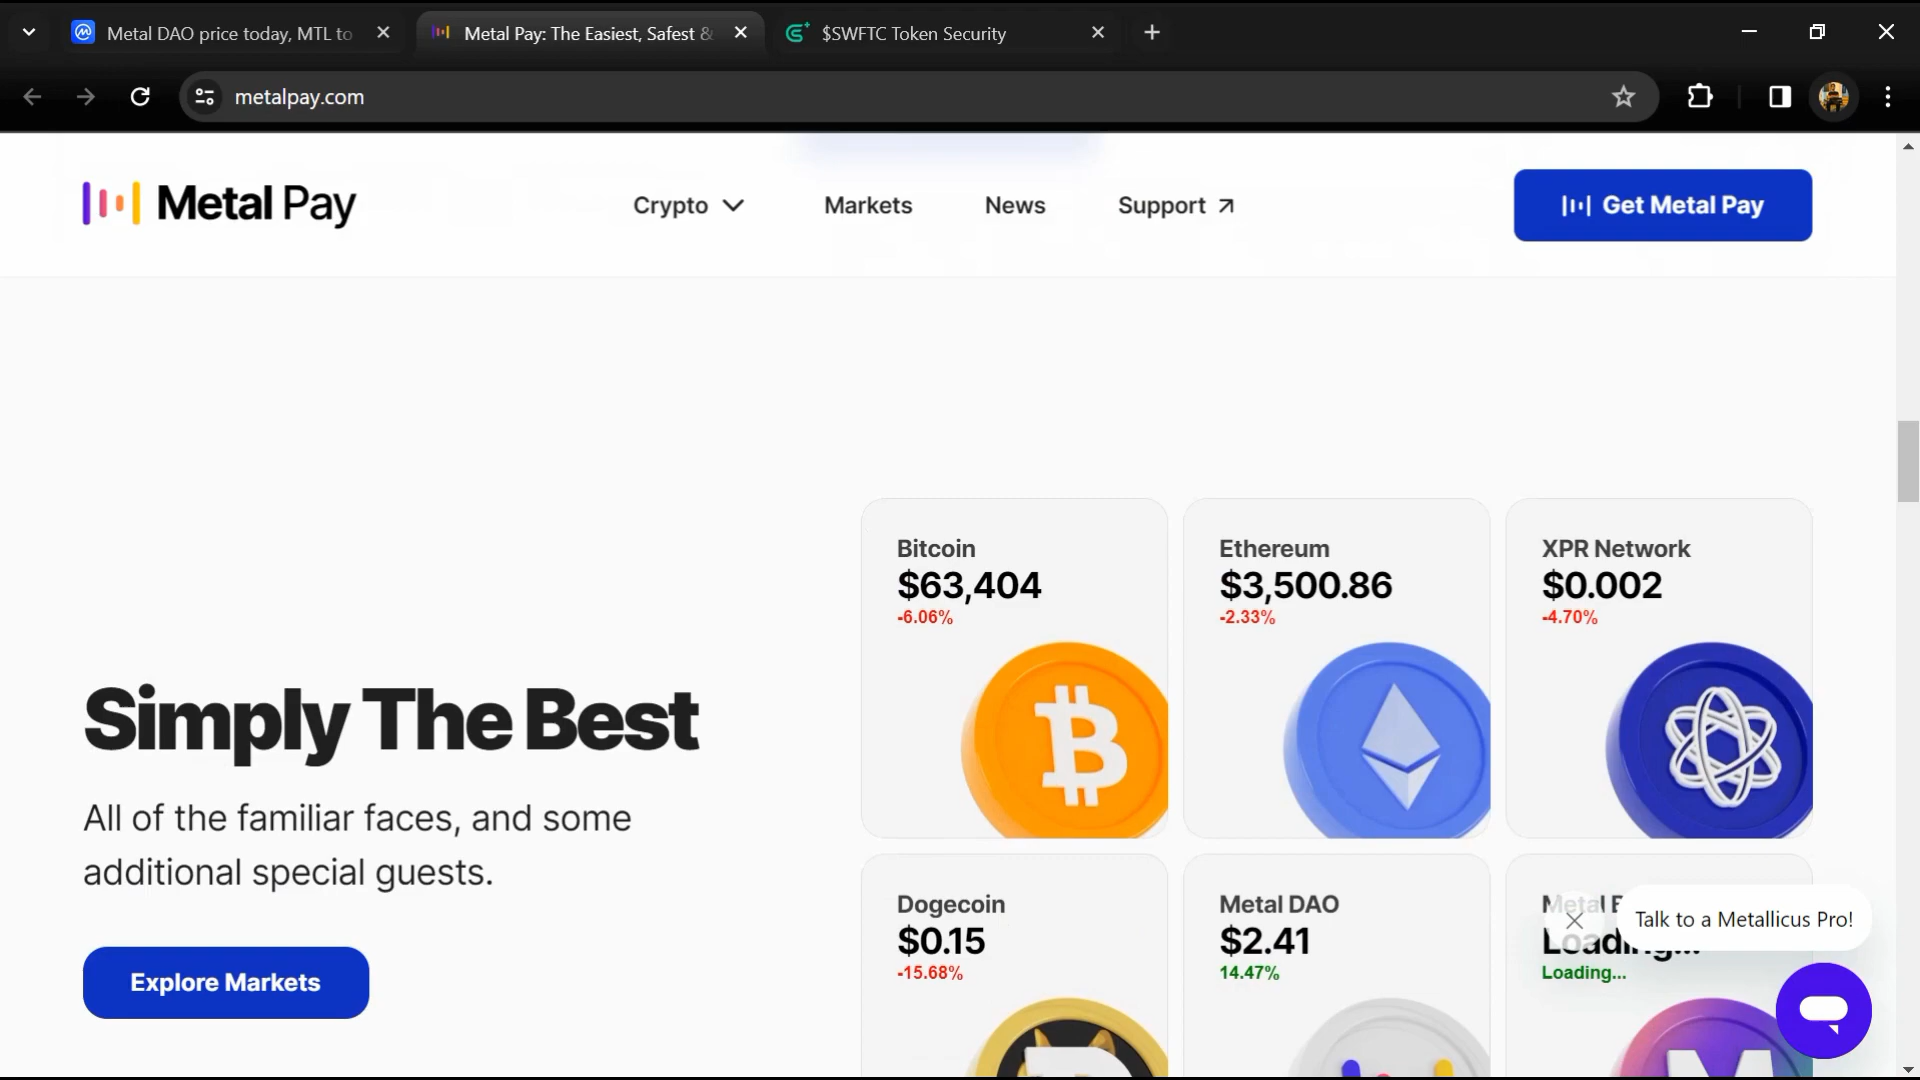 Metal DAO price today, MTL to
Metal Pay: The Easiest, Safest &
$SWFTC Token Security
metalpay.com
Metal Pay
Crypto
Markets
News
Support
Get Metal Pay
Bitcoin
$63,404
-6.06%
Ethereum
$3,500.86
-2.33%
XPR Network
$0.002
-4.70%
Simply The Best
All of the familiar faces, and some
additional special guests.
Explore Markets
Dogecoin
$0.15
-15.68%
Metal DAO
$2.41
14.47%
Metal
Loading...
Loading...
Talk to a Metallicus Pro!